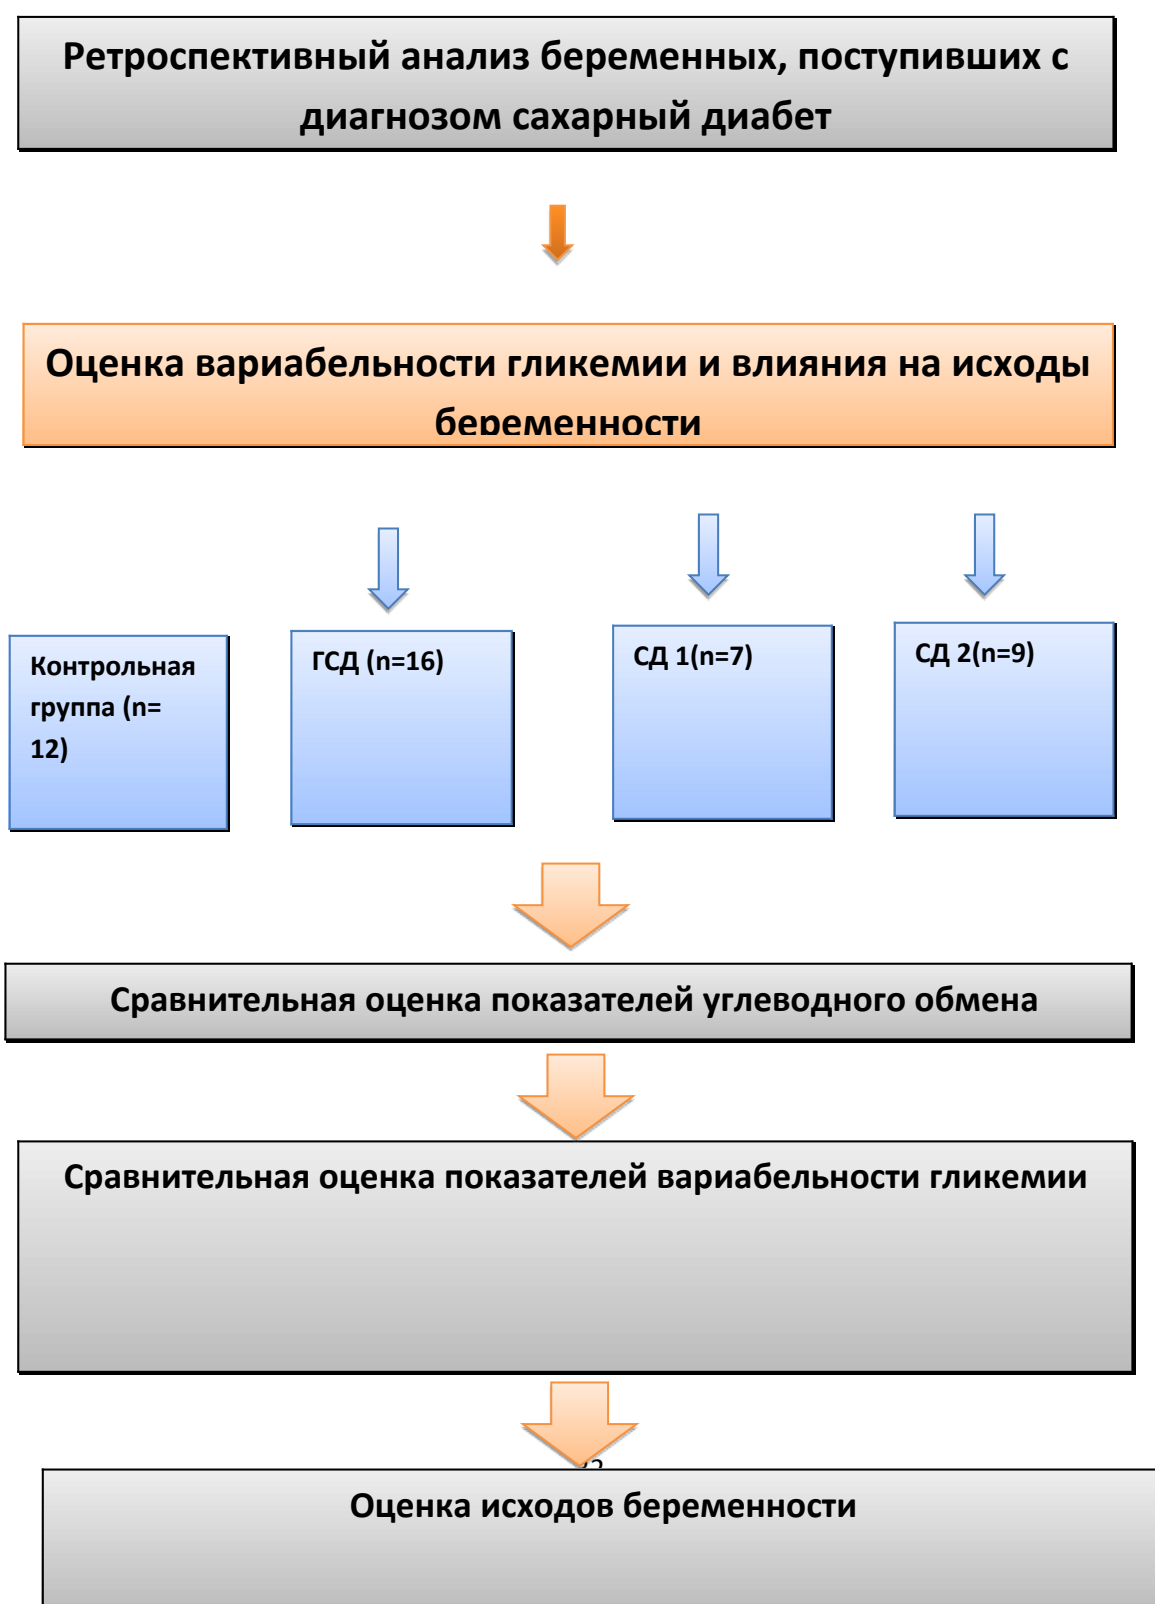 Ретроспективный анализ беременных, поступивших с
диагнозом сахарный диабет
Оценка вариабельности гликемии и влияния на исходы
беременности
Контрольная
группа (n=
12)
ГСД (n=16)
СД 1(n=7)
СД 2(n=9)
Сравнительная оценка показателей углеводного обмена
Сравнительная оценка показателей вариабельности гликемии
Оценка исходов беременности